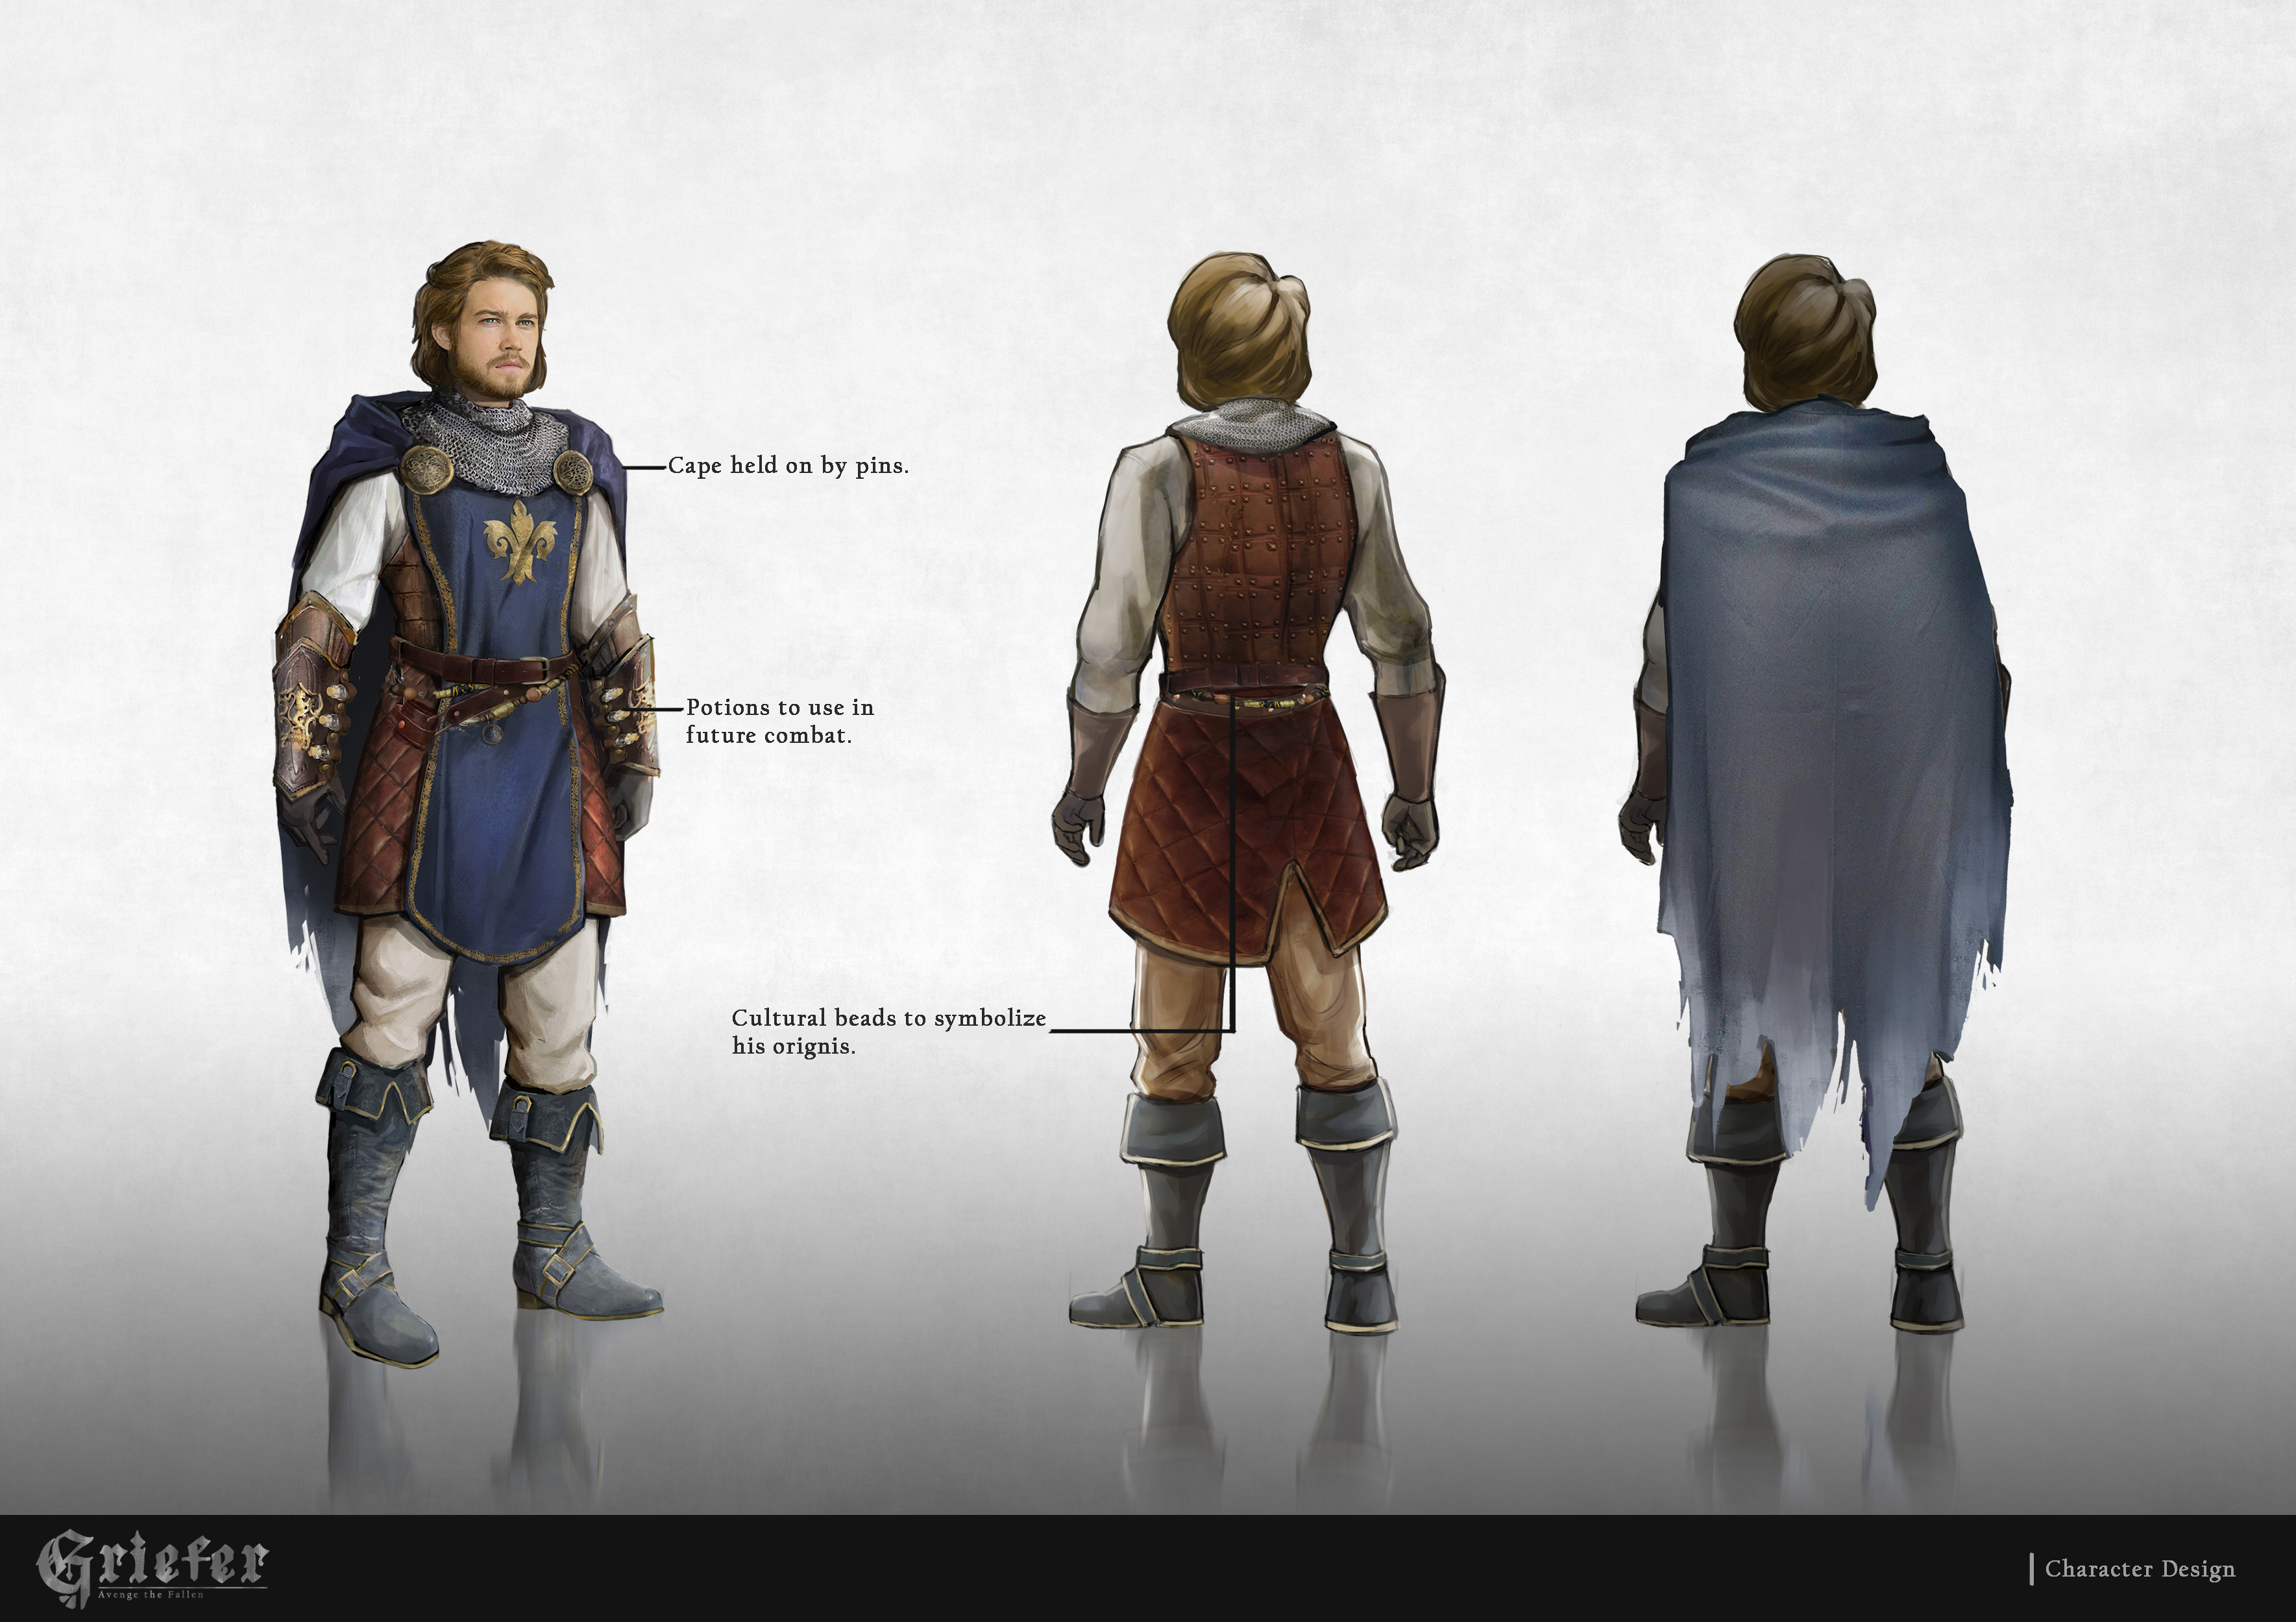 Cape held on by pins.
Potions to use in
future combat.
Cultural beads to symbolize
his orignis.
Griefer
Avenge the Fallen
Character Design